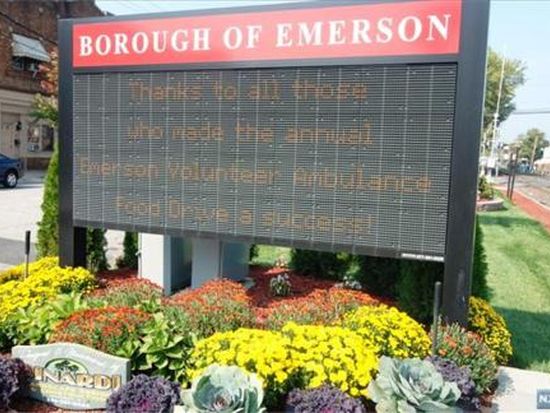 BOROUGH OF EMERSON
Thanks to all those
who made the annual
Emerson Volunteer Ambulance
Food Drive a success!